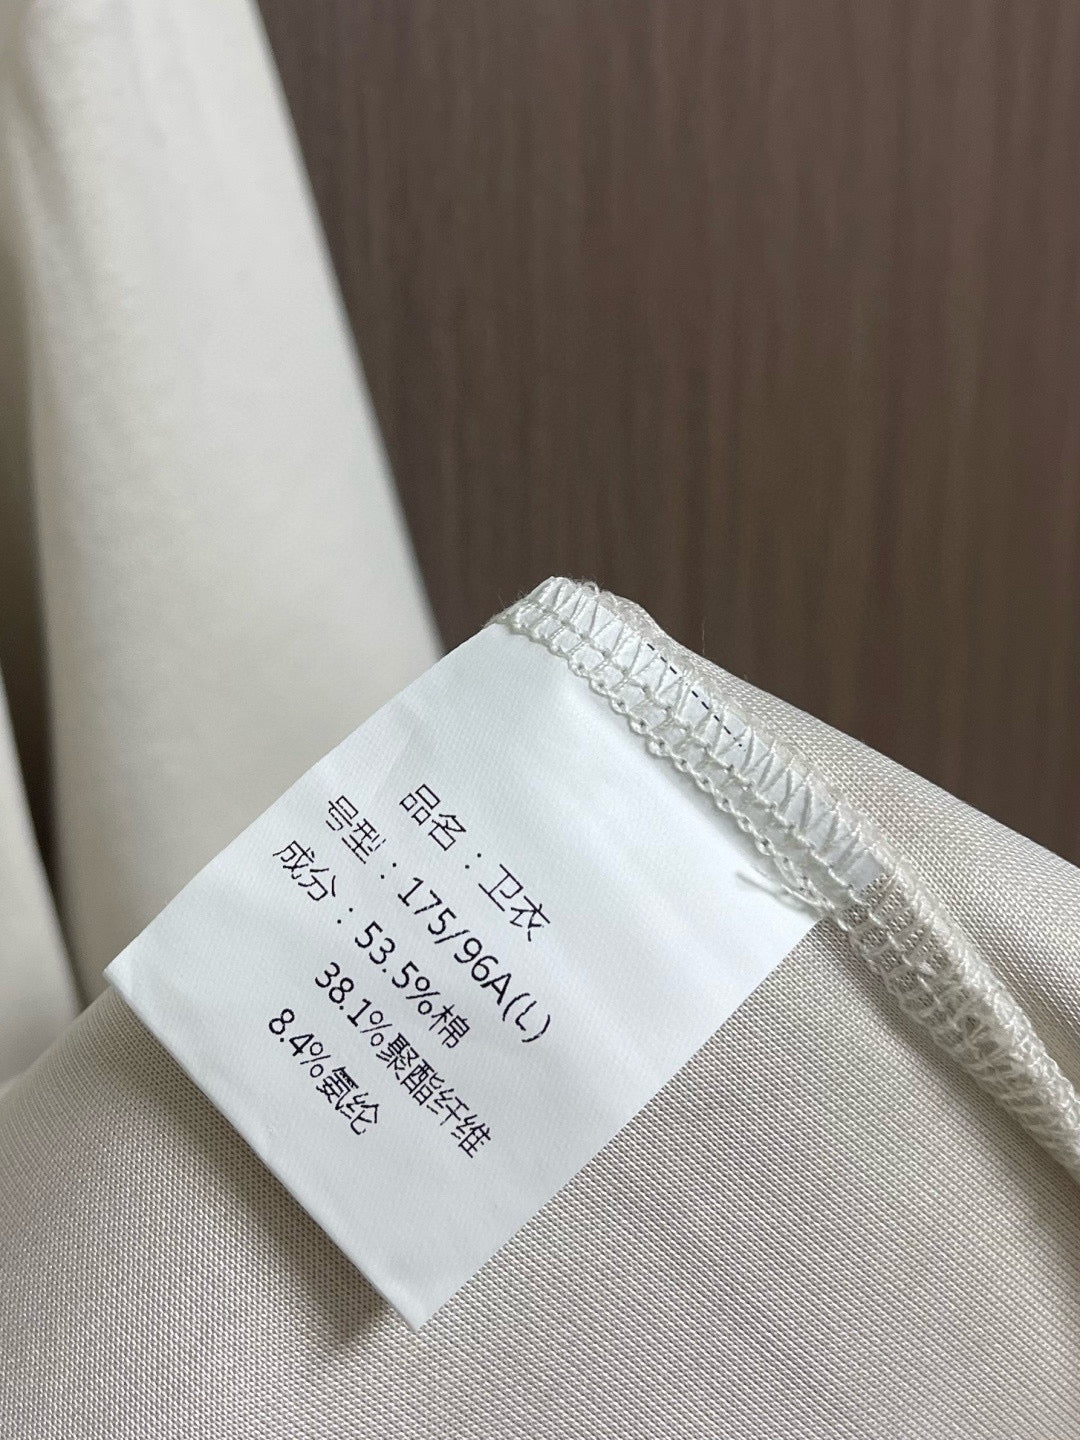 品名：卫衣
号型：175/96A(L)
成分：53.5%棉
38.1%聚酯纤维
8.4%氨纶